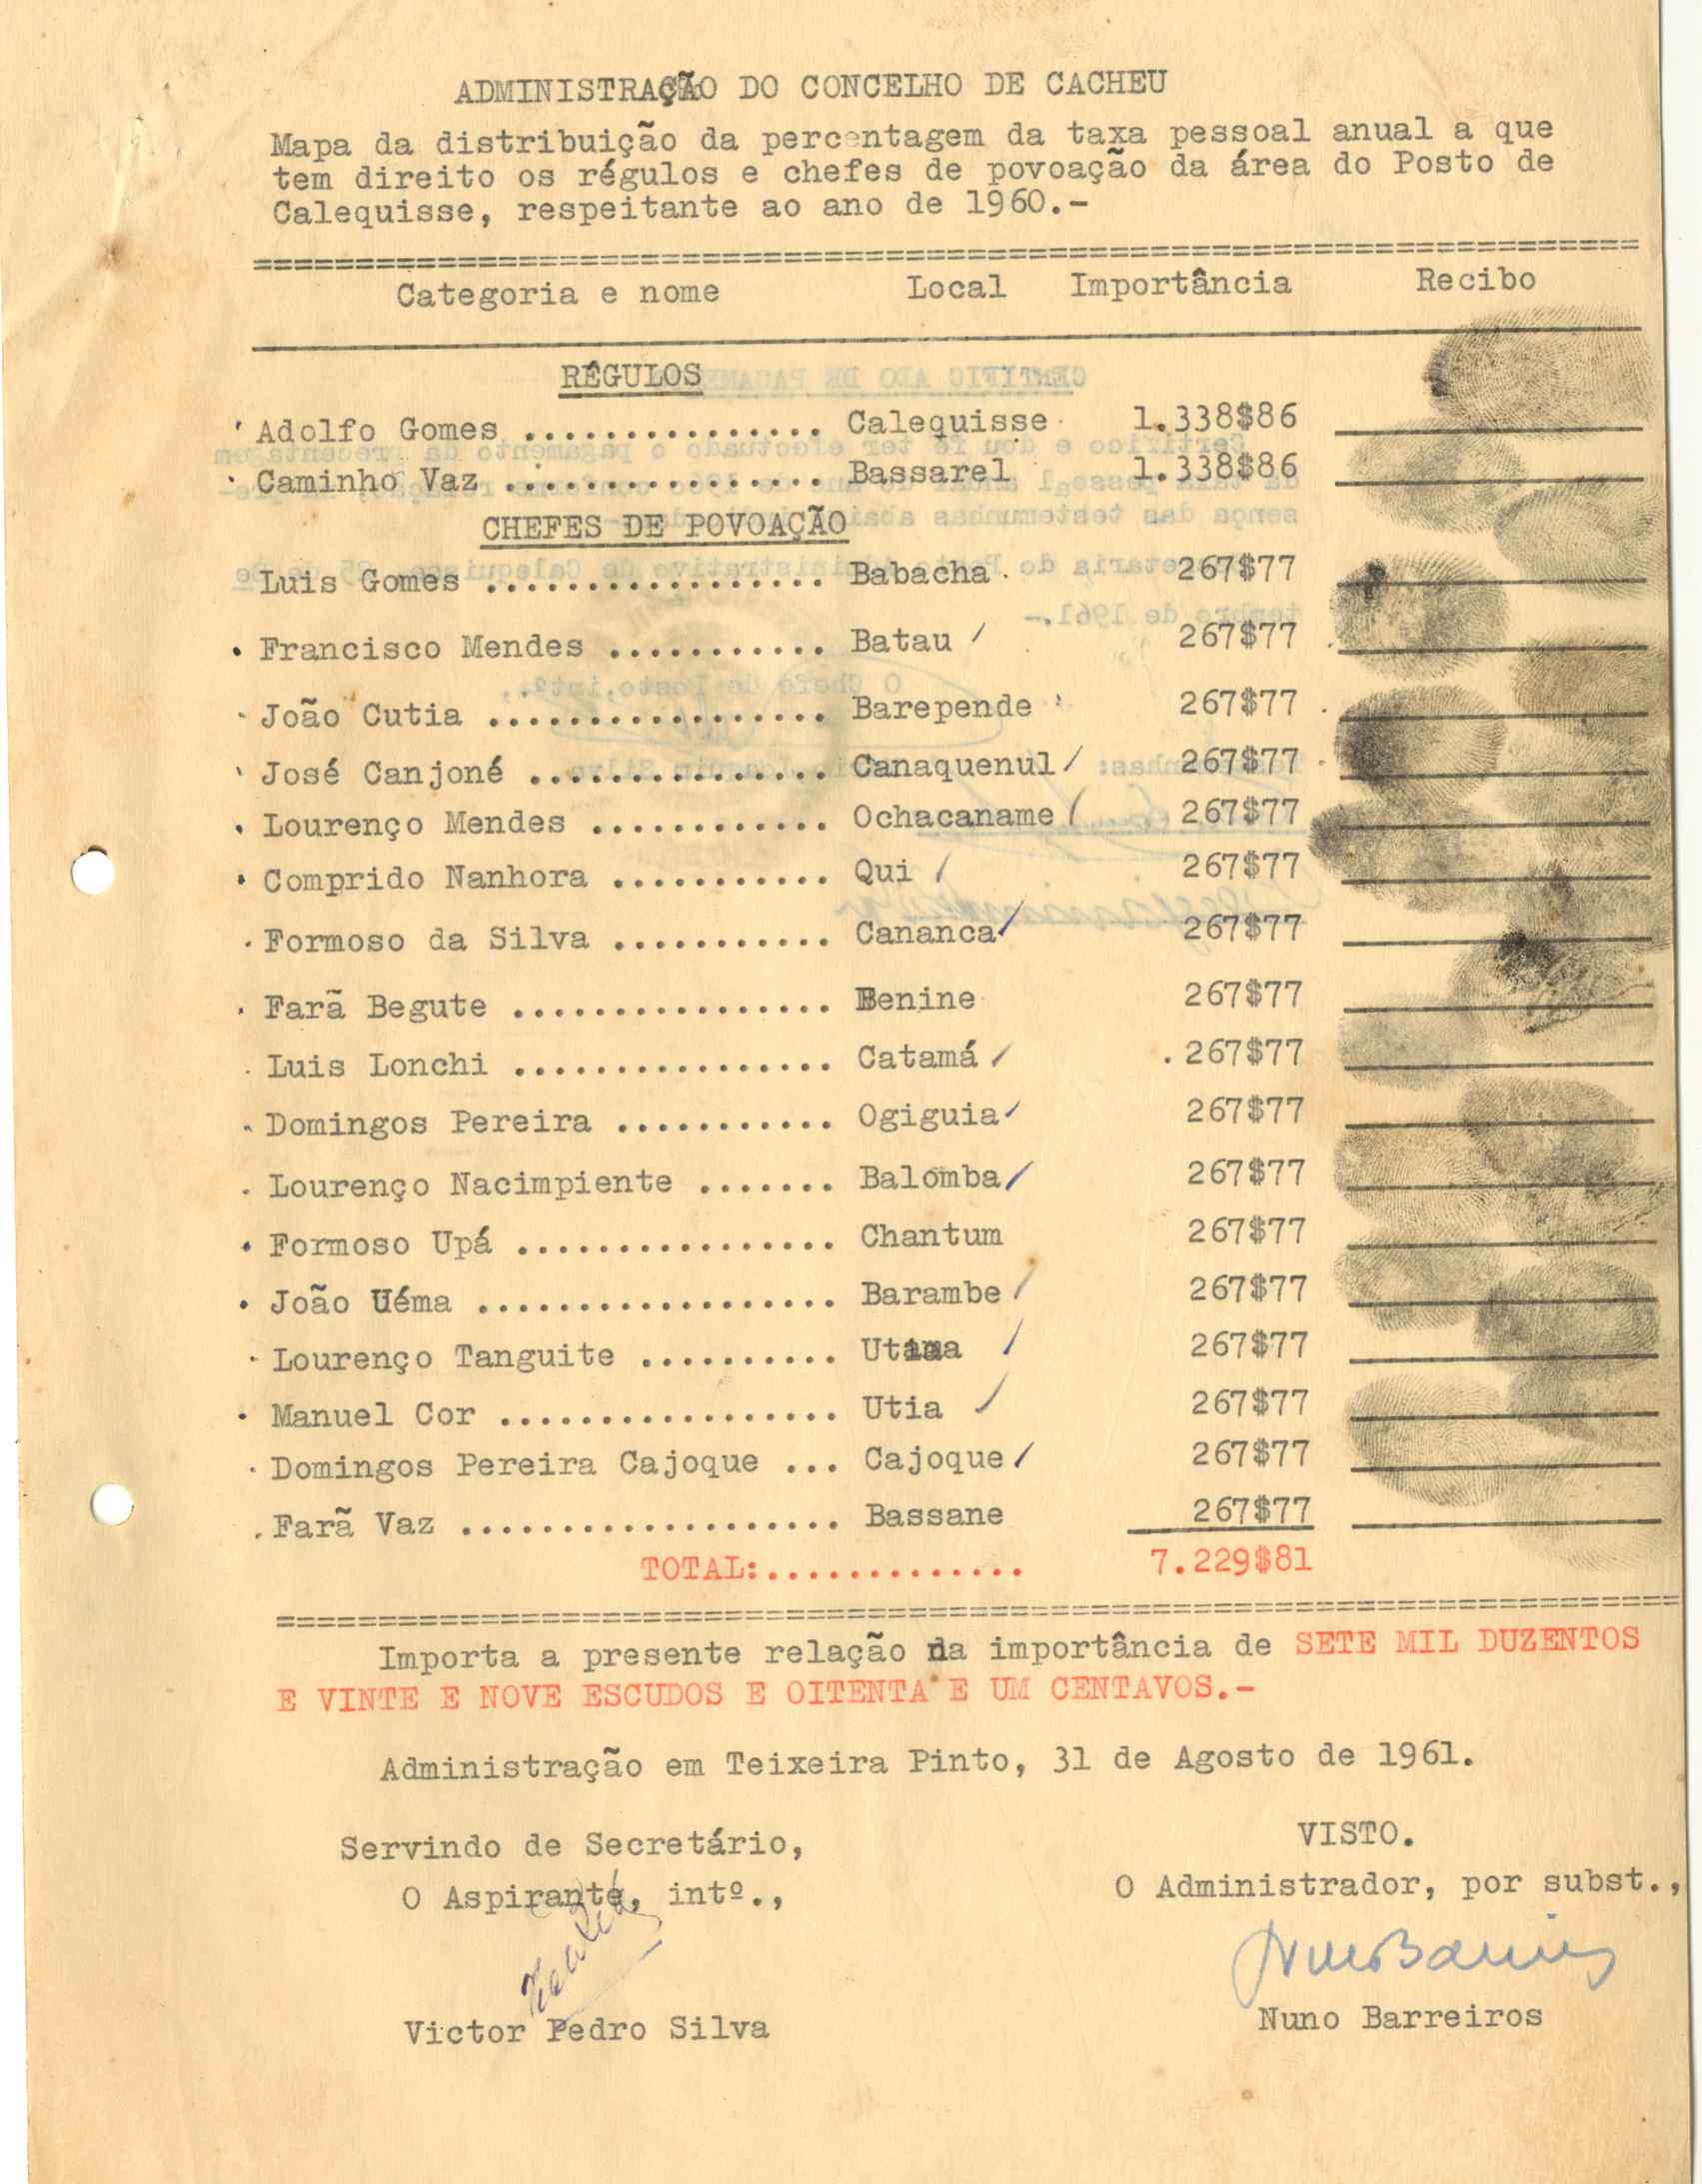 ADMINISTRAÇÃO DO CONCELHO DE CACHEU
Mapa da distribuição da percentagem da taxa pessoal anual a que
tem direito os régulos e chefes de povoação da área do Posto de
Calequisse, respeitante ao ano de 1960.-
Categoria e nome Local Importância Recibo
RÉGULOS
Adolfo Gomes ............... Calequisse 1.338$86
Caminho Vaz ................ Bassarel 1.338$86
CHEFES DE POVOAÇÃO
Luis Gomes ................. Babacha 267$77
Francisco Mendes ........... Batau 267$77
João Cutia ................. Barepende 267$77
José Canjoné ............... Canaquenul 267$77
Lourenço Mendes ............ Ochacaname 267$77
Comprido Nanhora ........... Qui 267$77
Formoso da Silva ........... Cananca 267$77
Farã Begute ................ Benine 267$77
Luis Lonchi ................ Catamá 267$77
Domingos Pereira ........... Ogiguia 267$77
Lourenço Nacimpiente ....... Balomba 267$77
Formoso Upá ................ Chantum 267$77
João Uéma .................. Barambe 267$77
Lourenço Tanguite .......... 267$77
Manuel Cor ................. Utia 267$77
Domingos Pereira Cajoque ... Cajoque 267$77
Farã Vaz ................... Bassane 267$77
TOTAL:............. 7.229$81
Importa a presente relação na importância de SETE MIL DUZENTOS
E VINTE E NOVE ESCUDOS E OITENTA E UM CENTAVOS.-
Administração em Teixeira Pinto, 31 de Agosto de 1961.
Servindo de Secretário,
VISTO.
O Aspirante, intº.,
O Administrador, por subst.,
Nuno Barreiros
Victor Pedro Silva
Nuno Barreiros